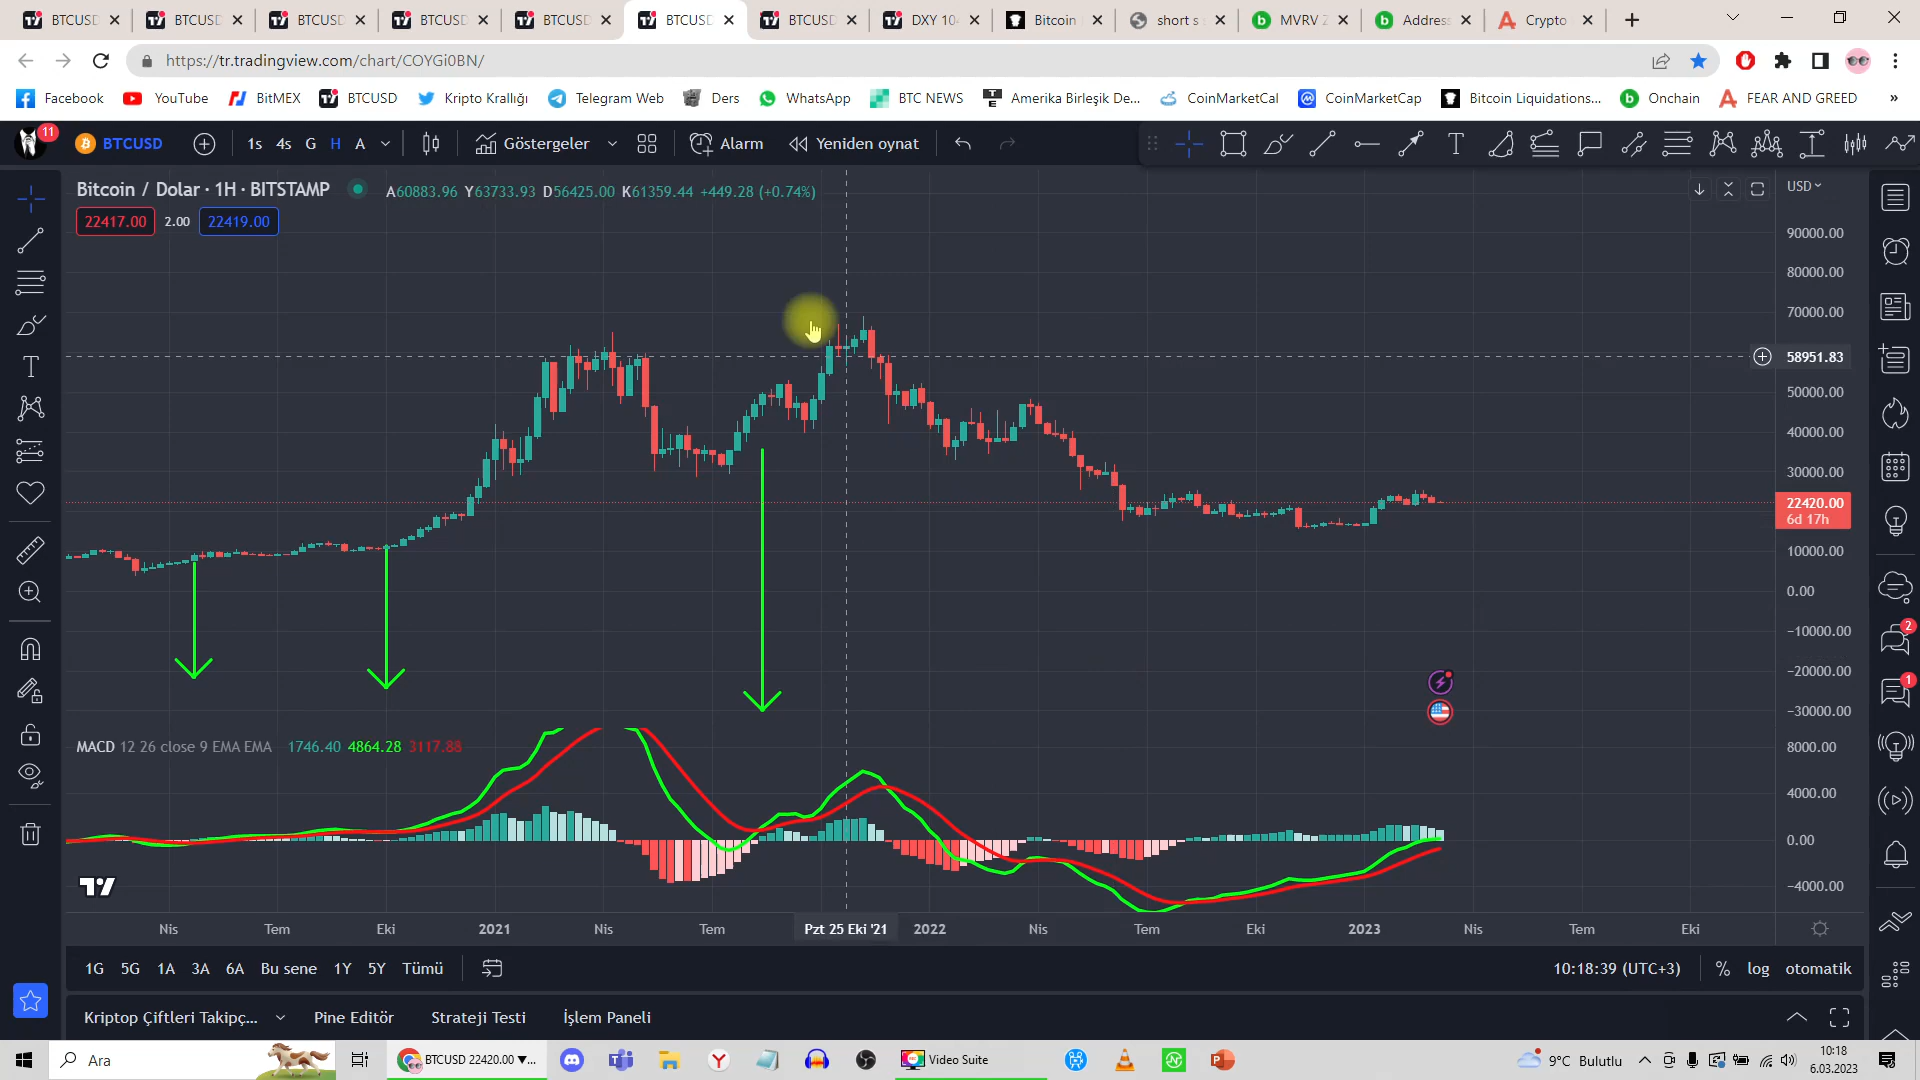 BTCUSD
BTCUSD
BTCUSD
BTCUSD
BTCUSD
BTCUSD
BTCUSD
DXY 10
Bitcoin
short s
MVRV Z
Address
Crypto
https://tr.tradingview.com/chart/COYGi0BN/
Facebook
YouTube
BitMEX
BTCUSD
Kripto Krallığı
Telegram Web
Ders
WhatsApp
BTC NEWS
Amerika Birleşik De...
CoinMarketCal
CoinMarketCap
Bitcoin Liquidations...
Onchain
FEAR AND GREED
»
11
BTCUSD
1s
4s
G
H
A
Göstergeler
Alarm
Yeniden oynat
Bitcoin / Dolar · 1H · BITSTAMP
A60883.96 Y63733.93 D56425.00 K61359.44 +449.28 (+0.74%)
USD
22417.00
2.00
22419.00
90000.00
80000.00
70000.00
58951.83
50000.00
40000.00
30000.00
22420.00
6d 17h
10000.00
0.00
−10000.00
−20000.00
−30000.00
2
1
MACD 12 26 close 9 EMA EMA 1746.40 4864.28 3117.88
8000.00
4000.00
0.00
−4000.00
Nis
Tem
Eki
2021
Nis
Tem
Pzt 25 Eki '21
2022
Nis
Tem
Eki
2023
Nis
Tem
Eki
1G
5G
1A
3A
6A
Bu sene
1Y
5Y
Tümü
10:18:39 (UTC+3)
%
log
otomatik
Kriptop Çiftleri Takipç...
Pine Editör
Strateji Testi
İşlem Paneli
Ara
BTCUSD 22420.00 ▼...
Video Suite
9°C Bulutlu
10:18
6.03.2023